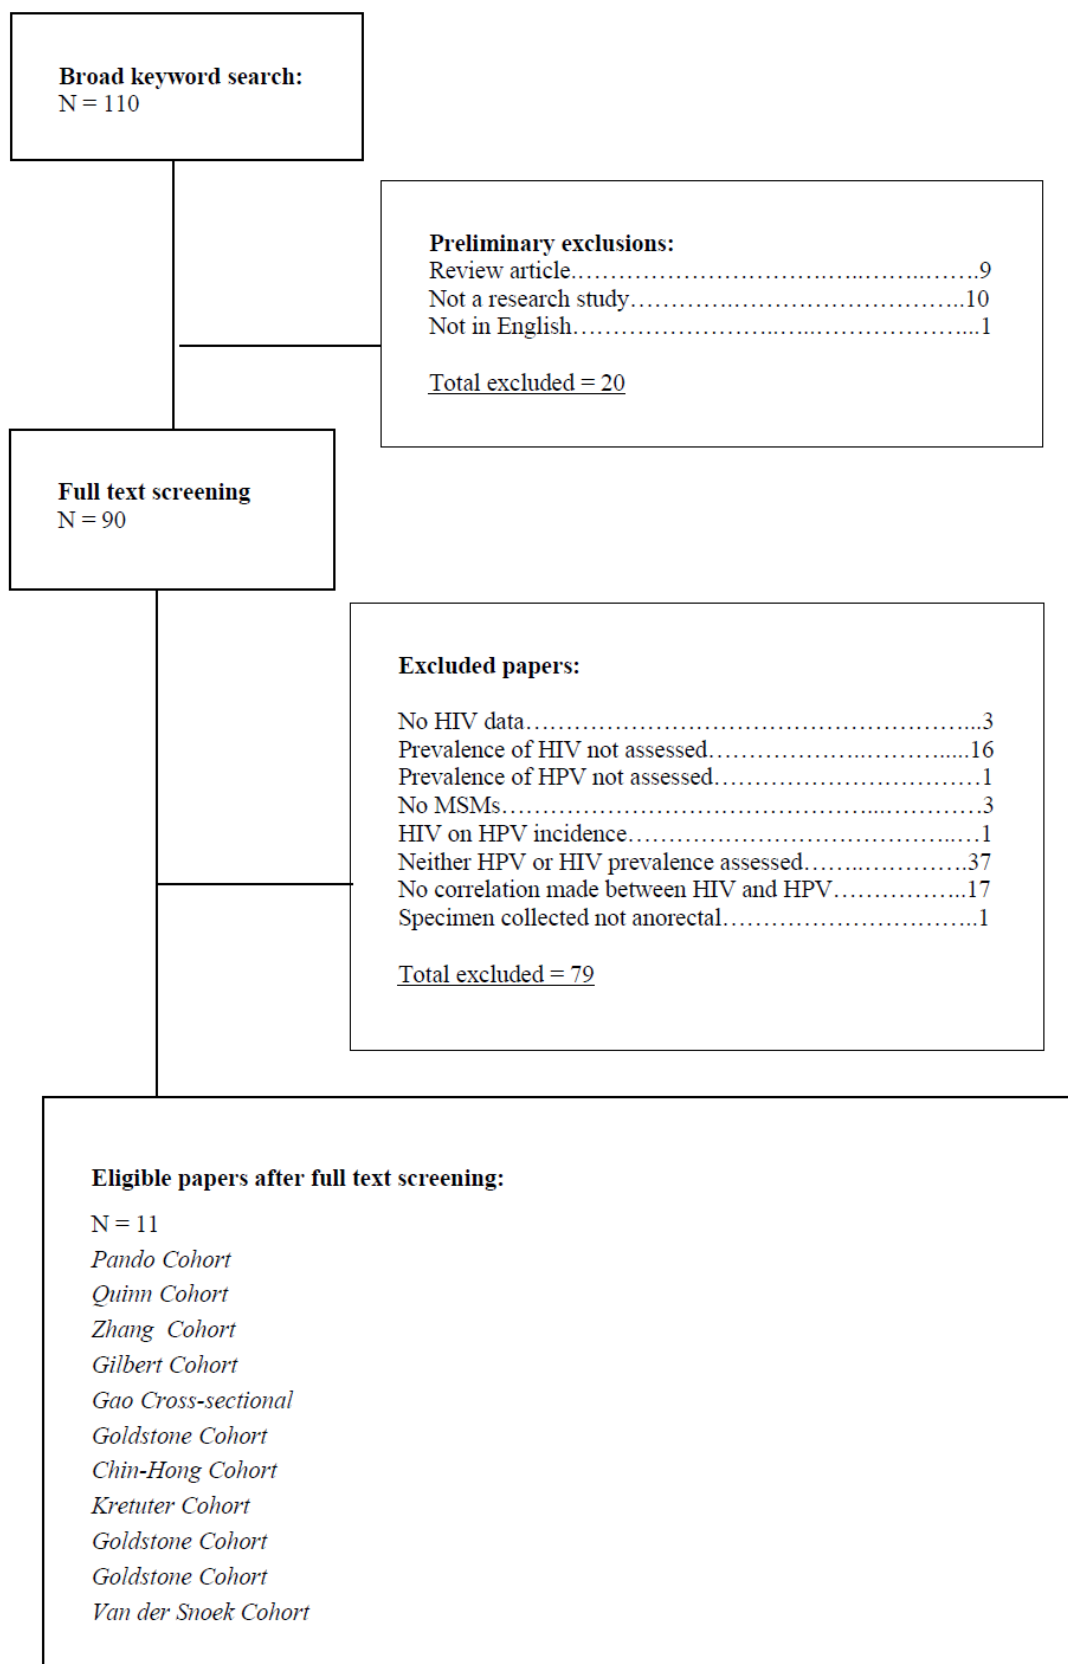 Broad keyword search:
N = 110
Preliminary exclusions:
Review article.……………………………….…..……..…….9
Not a research study………….………………………………..10
Not in English……………………..…...………………...1
Total excluded = 20
Full text screening
N = 90
Excluded papers:
No HIV data………………………………………………...3
Prevalence of HIV not assessed………………..……….....16
Prevalence of HPV not assessed……………………………1
No MSMs………………………………………...…………3
HIV on HPV incidence…………………………………..…1
Neither HPV or HIV prevalence assessed……..………….37
No correlation made between HIV and HPV……………..17
Specimen collected not anorectal………………………..1
Total excluded = 79
Eligible papers after full text screening:
N = 11
Pando Cohort
Quinn Cohort
Zhang Cohort
Gilbert Cohort
Gao Cross-sectional
Goldstone Cohort
Chin-Hong Cohort
Kretuter Cohort
Goldstone Cohort
Goldstone Cohort
Van der Snoek Cohort